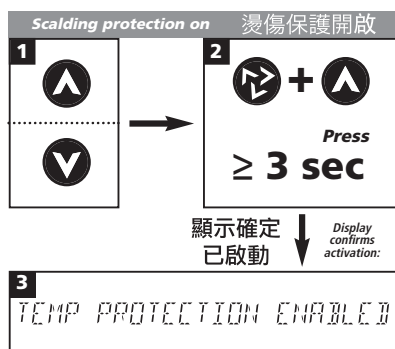 Scalding protection on 燙傷保護開啟
1
2
+
Press
≥ 3 sec
顯示確定
已啟動
Display
confirms
activation:
3
TEMP PROTECTION ENABLED